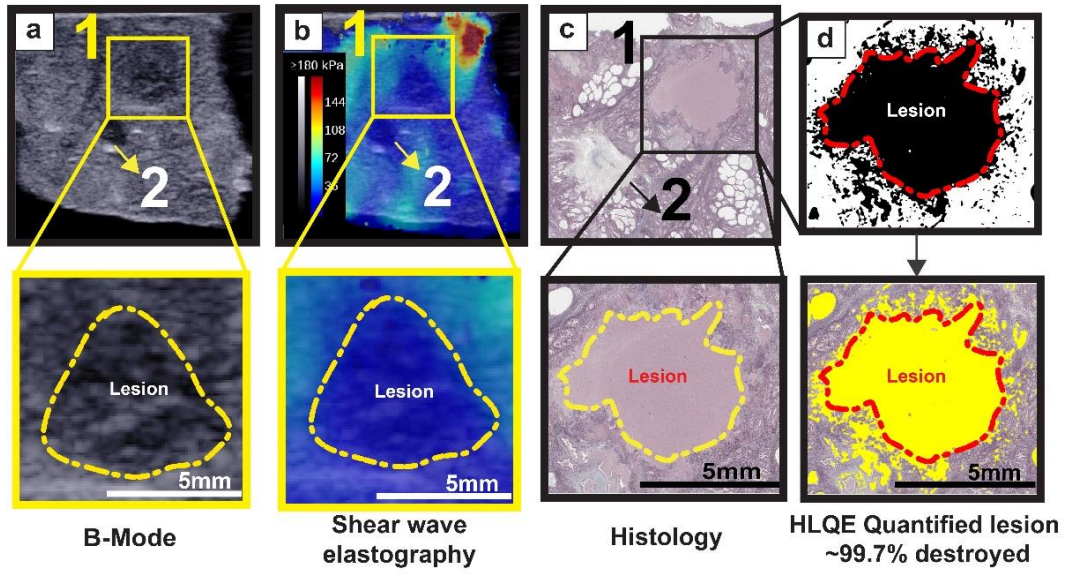 a
1
2
b
1
>180 kPa
144
108
72
36
2
c
1
2
d
Lesion
Lesion
5mm
Lesion
5mm
Lesion
5mm
Lesion
5mm
B-Mode
Shear wave
elastography
Histology
HLQE Quantified lesion
~99.7% destroyed